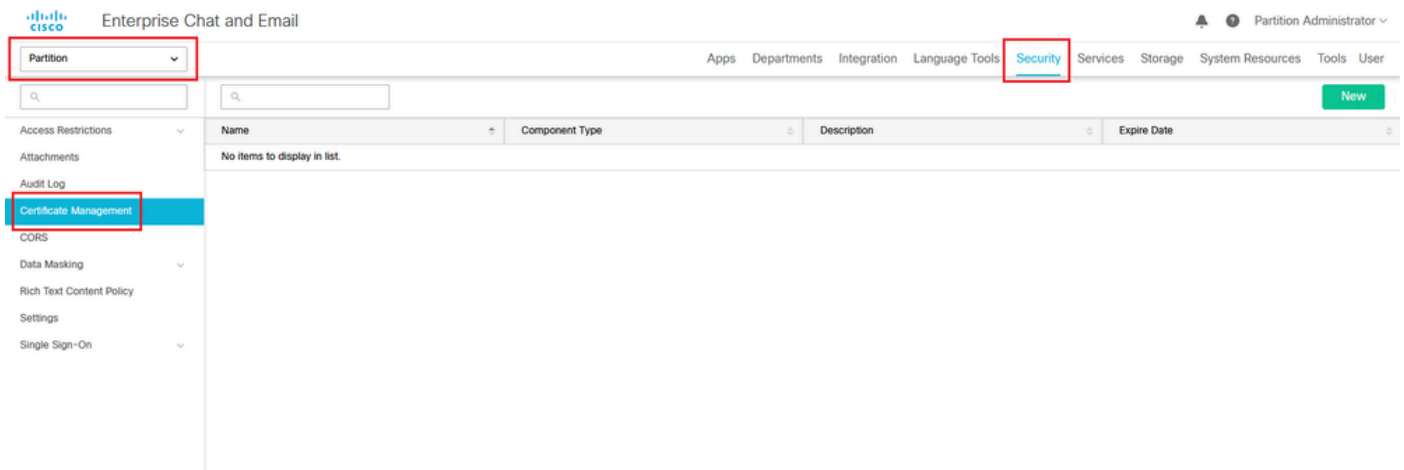 CISCO Enterprise Chat and Email Partition Administrator
Partition Apps Departments Integration Language Tools Security Services Storage System Resources Tools User
New
Access Restrictions Name Component Type Description Expire Date
Attachments No items to display in list.
Audit Log
Certificate Management
CORS
Data Masking
Rich Text Content Policy
Settings
Single Sign-On